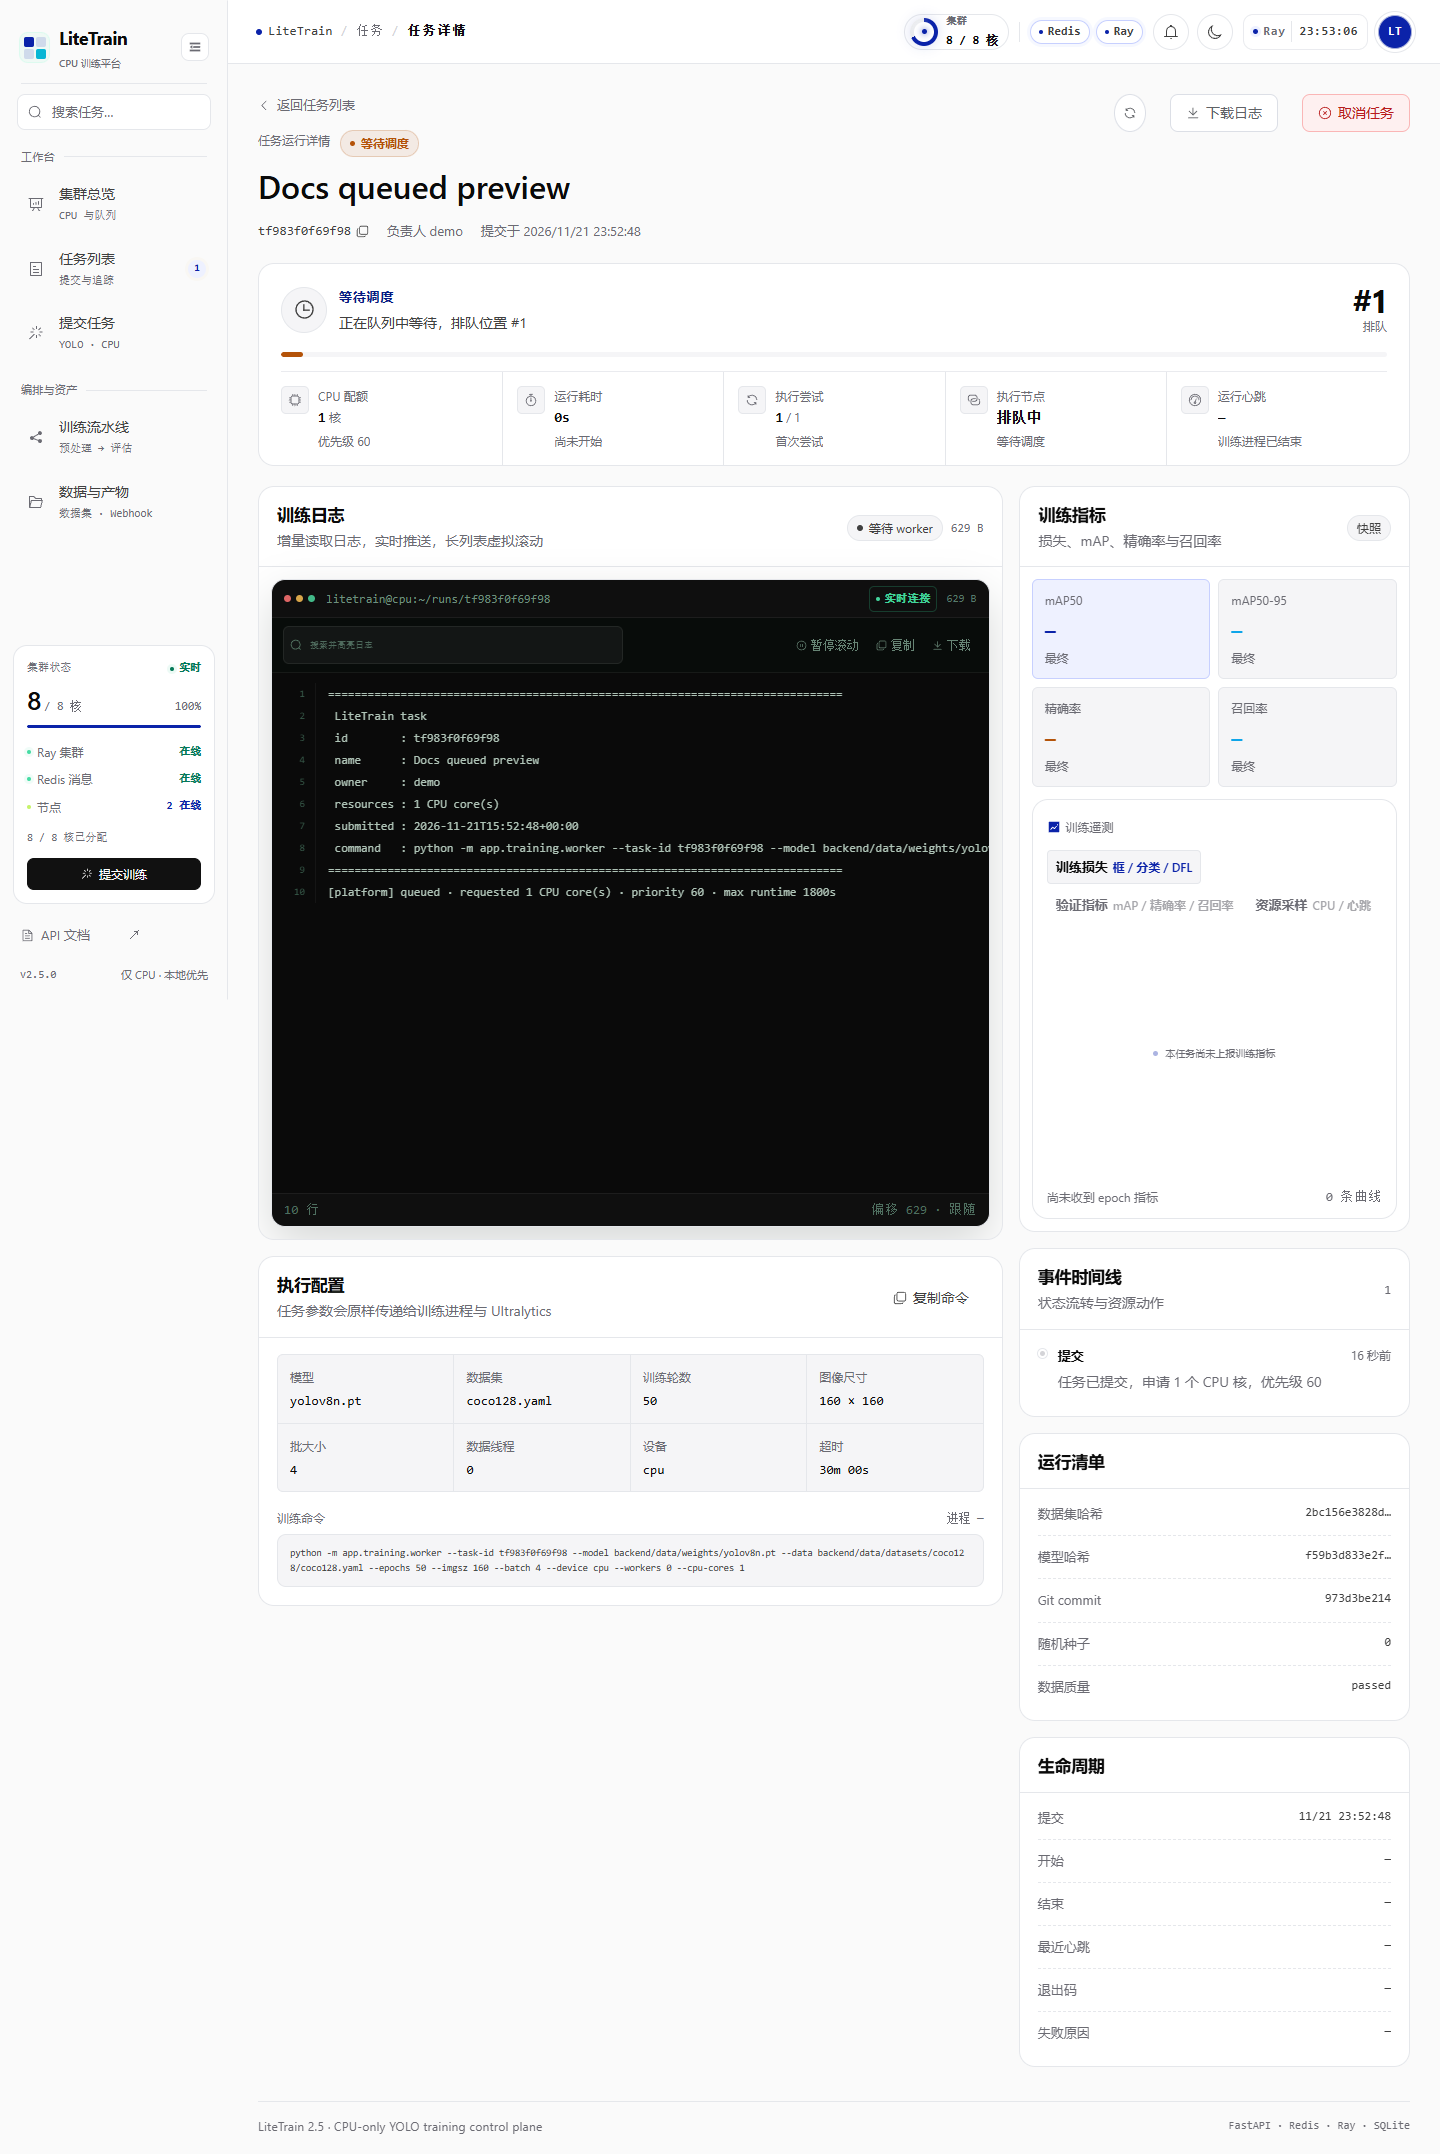 LiteTrain
CPU 训练平台
搜索任务...
工作台
集群总览
CPU 与队列
任务列表
提交与追踪
1
提交任务
YOLO · CPU
编排与资产
训练流水线
预处理 → 评估
数据与产物
数据集 · Webhook
集群状态
实时
8 / 8 核
100%
Ray 集群
在线
Redis 消息
在线
节点
2 在线
8 / 8 核已分配
提交训练
API 文档
v2.5.0
仅 CPU · 本地优先
LiteTrain / 任务 / 任务详情
集群
8 / 8 核
Redis
Ray
Ray
23:53:06
LT
返回任务列表
下载日志
取消任务
任务运行详情
等待调度
Docs queued preview
tf983f0f69f98
负责人 demo
提交于 2026/11/21 23:52:48
等待调度
正在队列中等待，排队位置 #1
#1
排队
CPU 配额
1 核
优先级 60
运行耗时
0s
尚未开始
执行尝试
1 / 1
首次尝试
执行节点
排队中
等待调度
运行心跳
—
训练进程已结束
训练日志
增量读取日志，实时推送，长列表虚拟滚动
等待 worker
629 B
litetrain@cpu:~/runs/tf983f0f69f98
实时连接
629 B
搜索并高亮日志
暂停滚动
复制
下载
1 ==============================================================================
2 LiteTrain task
3 id : tf983f0f69f98
4 name : Docs queued preview
5 owner : demo
6 resources : 1 CPU core(s)
7 submitted : 2026-11-21T15:52:48+00:00
8 command : python -m app.training.worker --task-id tf983f0f69f98 --model backend/data/weights/yolov
9 ==============================================================================
10 [platform] queued · requested 1 CPU core(s) · priority 60 · max runtime 1800s
10 行
偏移 629 · 跟随
执行配置
任务参数会原样传递给训练进程与 Ultralytics
复制命令
模型
yolov8n.pt
数据集
coco128.yaml
训练轮数
50
图像尺寸
160 × 160
批大小
4
数据线程
0
设备
cpu
超时
30m 00s
训练命令
进程 —
python -m app.training.worker --task-id tf983f0f69f98 --model backend/data/weights/yolov8n.pt --data backend/data/datasets/coco12
8/coco128.yaml --epochs 50 --imgsz 160 --batch 4 --device cpu --workers 0 --cpu-cores 1
训练指标
损失、mAP、精确率与召回率
快照
mAP50
—
最终
mAP50-95
—
最终
精确率
—
最终
召回率
—
最终
训练遥测
训练损失 框 / 分类 / DFL
验证指标 mAP / 精确率 / 召回率
资源采样 CPU / 心跳
本任务尚未上报训练指标
尚未收到 epoch 指标
0 条曲线
事件时间线
状态流转与资源动作
1
提交
16 秒前
任务已提交，申请 1 个 CPU 核，优先级 60
运行清单
数据集哈希
2bc156e3828d…
模型哈希
f59b3d833e2f…
Git commit
973d3be214
随机种子
0
数据质量
passed
生命周期
提交
11/21 23:52:48
开始
—
结束
—
最近心跳
—
退出码
—
失败原因
—
LiteTrain 2.5 · CPU-only YOLO training control plane
FastAPI · Redis · Ray · SQLite